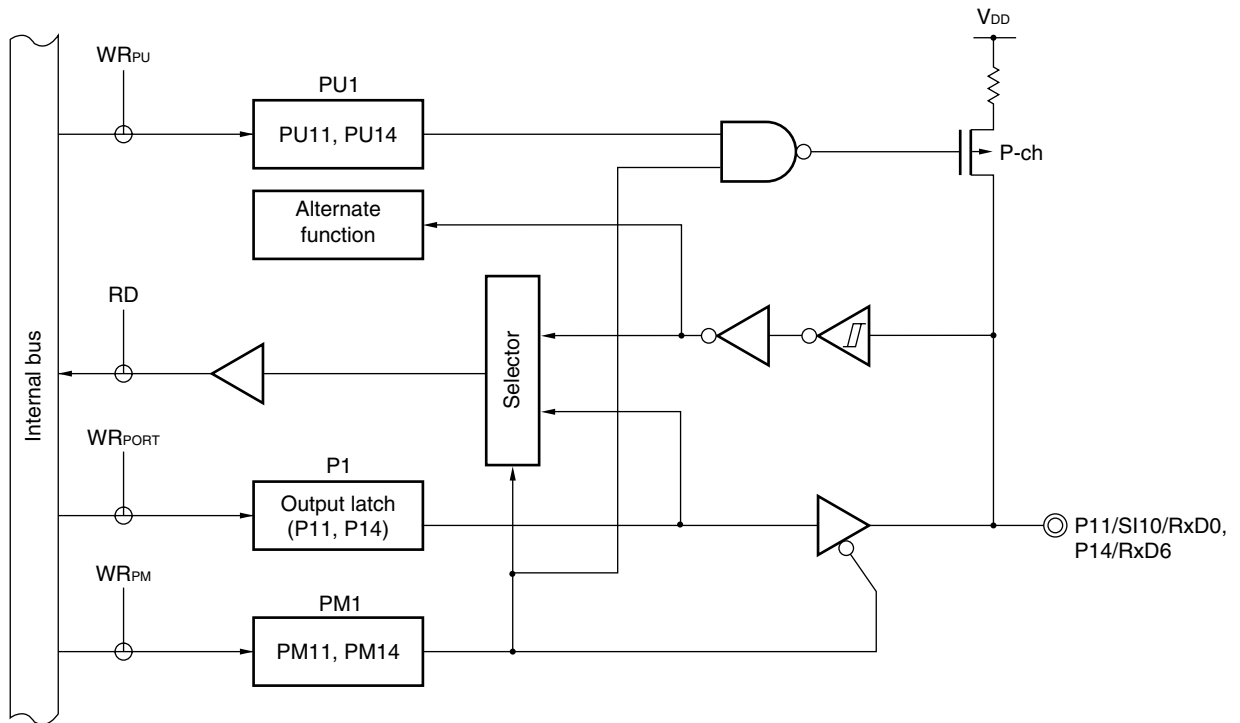 VDD
WRPU
PU1
PU11, PU14
P-ch
Alternate
function
RD
Selector
Internal bus
WRPORT
P1
Output latch
(P11, P14)
P11/SI10/RxD0,
P14/RxD6
WRPM
PM1
PM11, PM14